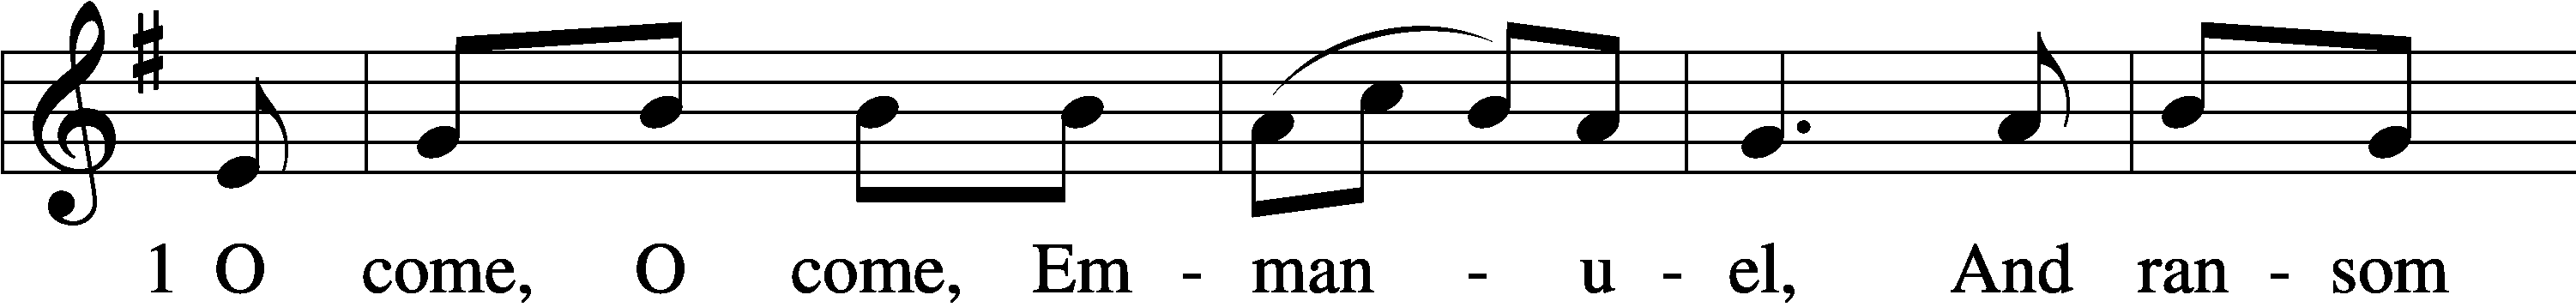 1 O come, O come, Em - man - u - el, And ran - som